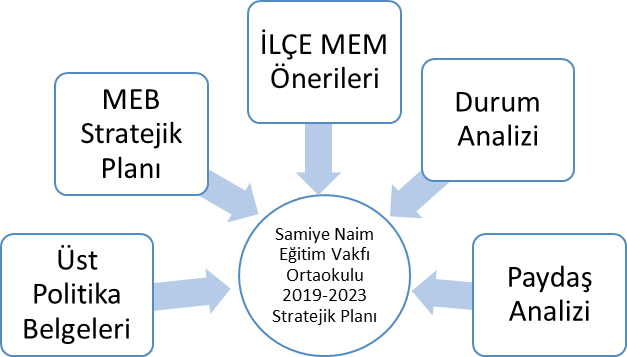 İLÇE MEM
Önerileri
MEB
Stratejik
Planı
Durum
Analizi
Üst
Politika
Belgeleri
Samiye Naim
Eğitim Vakfı
Ortaokulu
2019-2023
Stratejik Planı
Paydaş
Analizi